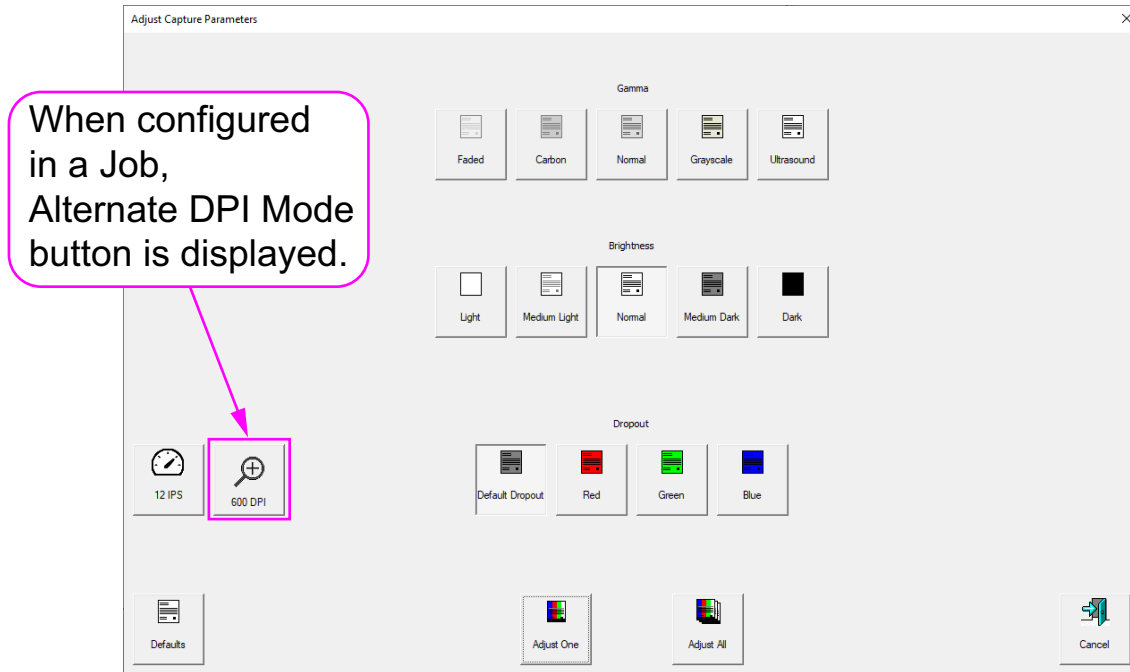 Adjust Capture Parameters
When configured
in a Job,
Alternate DPI Mode
button is displayed.
Gamma
Faded Carbon Normal Grayscale Ultrasound
Brightness
Light Medium Light Normal Medium Dark Dark
Dropout
12 IPS 600 DPI Default Dropout Red Green Blue
Defaults Adjust One Adjust All Cancel